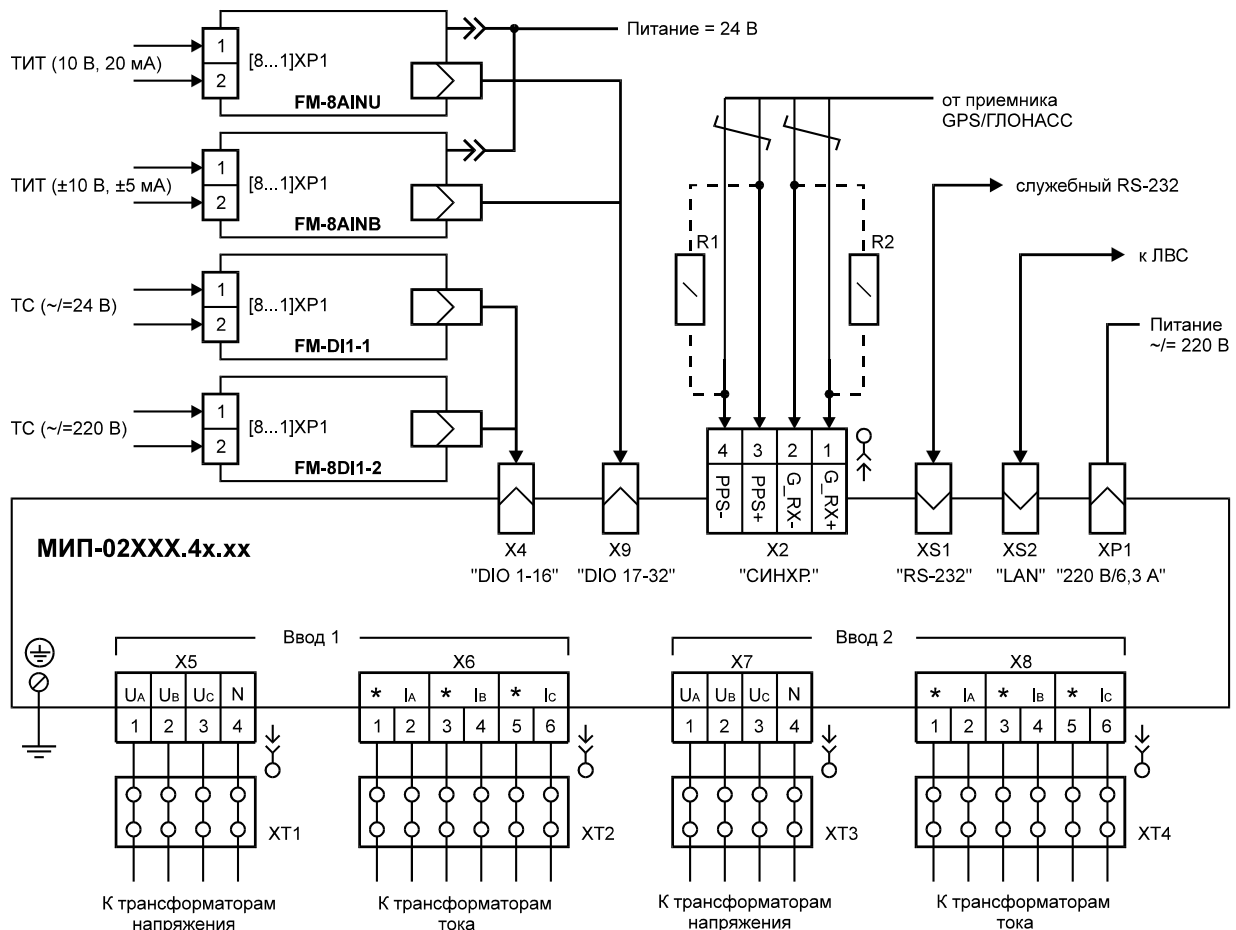 1
2
ТИТ (10 В, 20 мА)
[8...1]XP1
FM-8AINU
Питание = 24 В
1
2
ТИТ (±10 В, ±5 мА)
[8...1]XP1
FM-8AINB
1
2
ТС (~/=24 В)
[8...1]XP1
FM-DI1-1
1
2
ТС (~/=220 В)
[8...1]XP1
FM-8DI1-2
от приемника
GPS/ГЛОНАСС
служебный RS-232
R1
R2
к ЛВС
Питание
~/= 220 В
4 3 2 1
PPS-
PPS+
G_RX-
G_RX+
МИП-02XXX.4x.xx
X4
"DIO 1-16"
X9
"DIO 17-32"
X2
"СИНХР."
XS1
"RS-232"
XS2
"LAN"
XP1
"220 В/6,3 А"
Ввод 1
Ввод 2
X5
UA UB UC N
1 2 3 4
X6
* IA * IB * IC
1 2 3 4 5 6
X7
UA UB UC N
1 2 3 4
X8
* IA * IB * IC
1 2 3 4 5 6
XT1
XT2
XT3
XT4
К трансформаторам
напряжения
К трансформаторам
тока
К трансформаторам
напряжения
К трансформаторам
тока